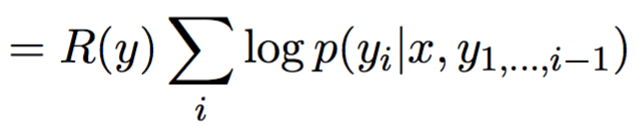 = R(y) ∑_i log p(y_i|x, y_{1,...,i−1})